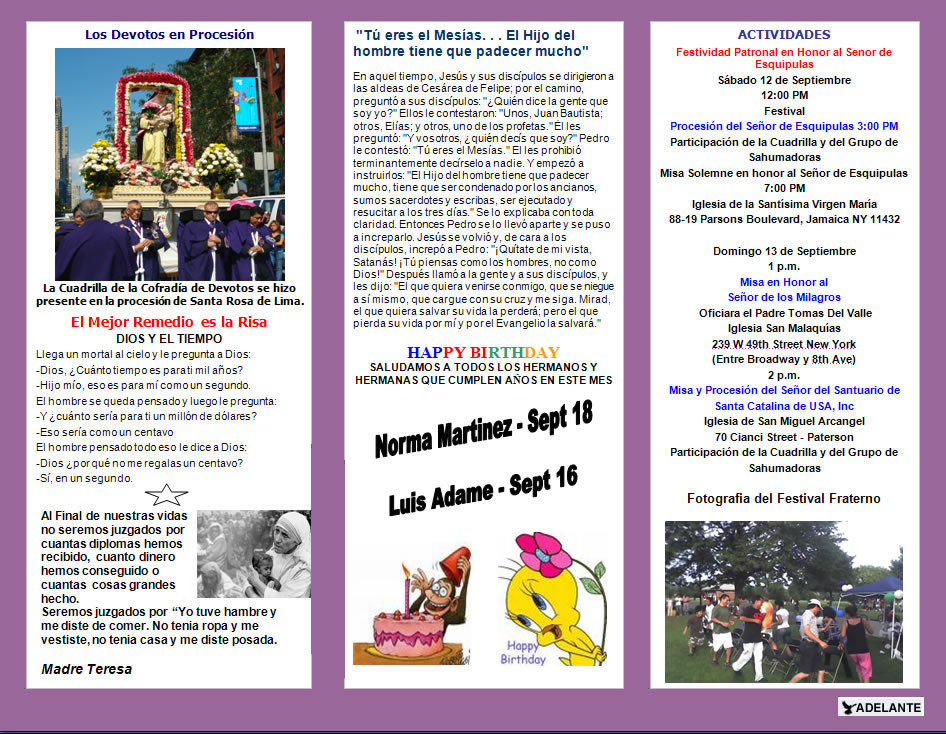 Los Devotos en Procesión
La Cuadrilla de la Cofradía de Devotos se hizo
presente en la procesión de Santa Rosa de Lima.
El Mejor Remedio es la Risa
DIOS Y EL TIEMPO
Llega un mortal al cielo y le pregunta a Dios:
-Dios, ¿Cuánto tiempo es para ti mil años?
-Hijo mío, eso es para mí como un segundo.
El hombre se queda pensado y luego le pregunta:
-Y ¿cuánto sería para ti un millón de dólares?
-Eso sería como un centavo
El hombre pensado todo eso le dice a Dios:
-Dios ¿por qué no me regalas un centavo?
-Sí, en un segundo.
Al Final de nuestras vidas
no seremos juzgados por
cuantas diplomas hemos
recibido, cuanto dinero
hemos conseguido o
cuantas cosas grandes
hecho.
Seremos juzgados por “Yo tuve hambre y
me diste de comer. No tenia ropa y me
vestiste, no tenia casa y me diste posada.
Madre Teresa
"Tú eres el Mesías. . . El Hijo del
hombre tiene que padecer mucho"
En aquel tiempo, Jesús y sus discípulos se dirigieron a
las aldeas de Cesárea de Felipe; por el camino,
preguntó a sus discípulos: "¿Quién dice la gente que
soy yo?" Ellos le contestaron: "Unos, Juan Bautista;
otros, Elías; y otros, uno de los profetas." Él les
preguntó: "Y vosotros, ¿quién decís que soy?" Pedro
le contestó: "Tú eres el Mesías." El les prohibió
terminantemente decírselo a nadie. Y empezó a
instruirlos: "El Hijo del hombre tiene que padecer
mucho, tiene que ser condenado por los ancianos,
sumos sacerdotes y escribas, ser ejecutado y
resucitar a los tres días." Se lo explicaba con toda
claridad. Entonces Pedro se lo llevó aparte y se puso
a increparlo. Jesús se volvió y, de cara a los
discípulos, increpó a Pedro: "¡Quítate de mi vista,
Satanás! ¡Tú piensas como los hombres, no como
Dios!" Después llamó a la gente y a sus discípulos, y
les dijo: "El que quiera venirse conmigo, que se niegue
a sí mismo, que cargue con su cruz y me siga. Mirad,
el que quiera salvar su vida la perderá; pero el que
pierda su vida por mí y por el Evangelio la salvará."
HAPPY BIRTHDAY
SALUDAMOS A TODOS LOS HERMANOS Y
HERMANAS QUE CUMPLEN AÑOS EN ESTE MES
Norma Martinez - Sept 18
Luis Adame - Sept 16
Happy
Birthday
ACTIVIDADES
Festividad Patronal en Honor al Senor de
Esquipulas
Sábado 12 de Septiembre
12:00 PM
Festival
Procesión del Señor de Esquipulas 3:00 PM
Participación de la Cuadrilla y del Grupo de
Sahumadoras
Misa Solemne en honor al Señor de Esquipulas
7:00 PM
Iglesia de la Santísima Virgen María
88-19 Parsons Boulevard, Jamaica NY 11432
Domingo 13 de Septiembre
1 p.m.
Misa en Honor al
Señor de los Milagros
Oficiara el Padre Tomas Del Valle
Iglesia San Malaquías
239 W 49th Street New York
(Entre Broadway y 8th Ave)
2 p.m.
Misa y Procesión del Señor del Santuario de
Santa Catalina de USA, Inc
Iglesia de San Miguel Arcangel
70 Cianci Street - Paterson
Participación de la Cuadrilla y del Grupo de
Sahumadoras
Fotografia del Festival Fraterno
ADELANTE